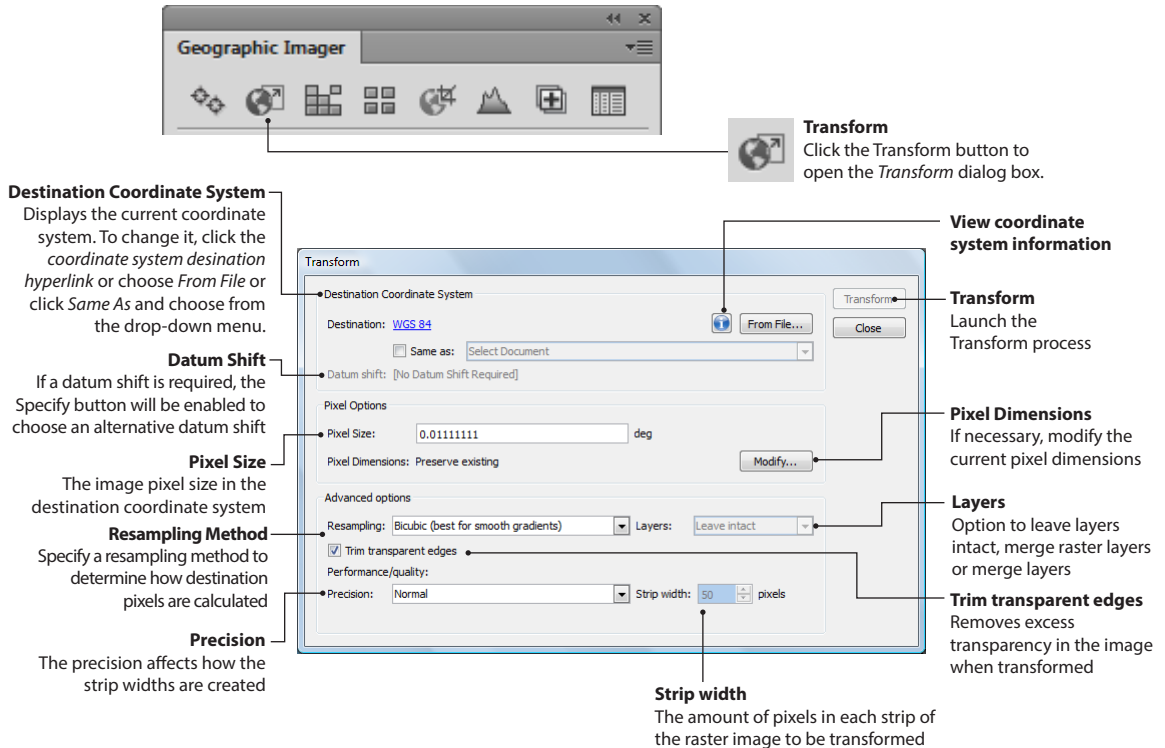 Geographic Imager
Transform
Click the Transform button to
open the Transform dialog box.
Destination Coordinate System
Displays the current coordinate
system. To change it, click the
coordinate system desination
hyperlink or choose From File or
click Same As and choose from
the drop-down menu.
Datum Shift
If a datum shift is required, the
Specify button will be enabled to
choose an alternative datum shift
Pixel Size
The image pixel size in the
destination coordinate system
Resampling Method
Specify a resampling method to
determine how destination
pixels are calculated
Precision
The precision affects how the
strip widths are created
Transform
Destination Coordinate System
Destination: WGS 84 From File...
Same as: Select Document
Datum shift: [No Datum Shift Required]
Pixel Options
Pixel Size: 0.01111111 deg
Pixel Dimensions: Preserve existing Modify...
Advanced options
Resampling: Bicubic (best for smooth gradients) Layers: Leave intact
Trim transparent edges
Performance/quality:
Precision: Normal Strip width: 50 pixels
Transform
Close
View coordinate
system information
Transform
Launch the
Transform process
Pixel Dimensions
If necessary, modify the
current pixel dimensions
Layers
Option to leave layers
intact, merge raster layers
or merge layers
Trim transparent edges
Removes excess
transparency in the image
when transformed
Strip width
The amount of pixels in each strip of
the raster image to be transformed